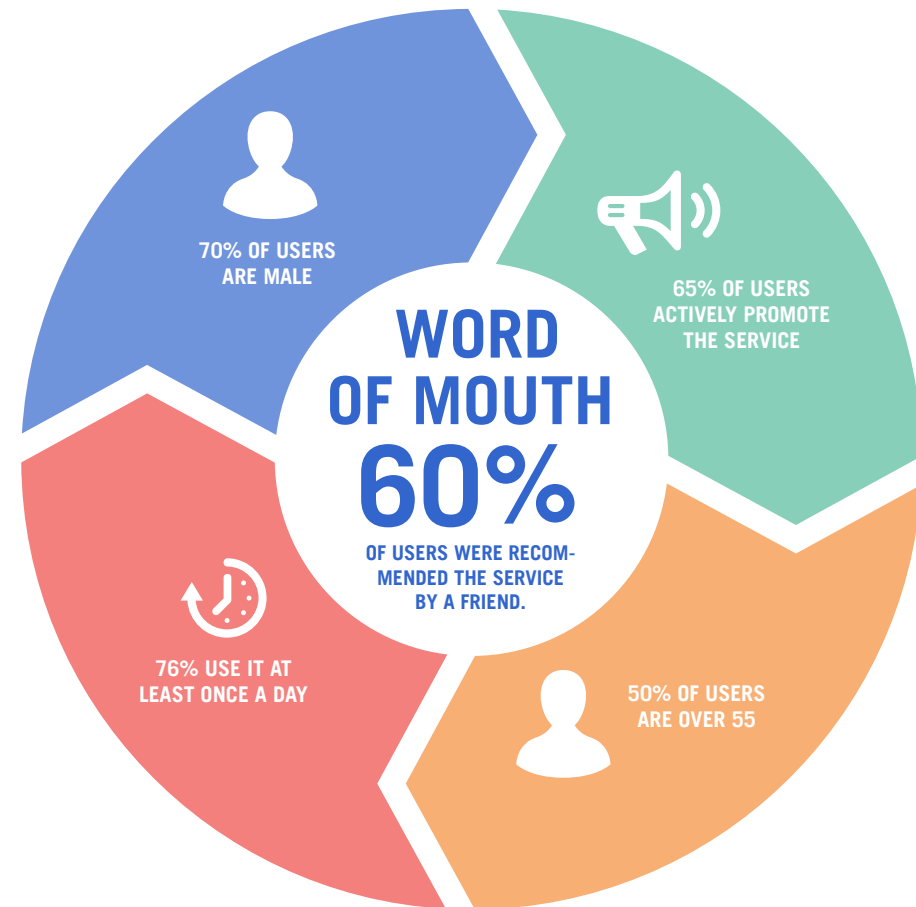 70% OF USERS
ARE MALE
65% OF USERS
ACTIVELY PROMOTE
THE SERVICE
WORD
OF MOUTH
60%
OF USERS WERE RECOM-
MENDED THE SERVICE
BY A FRIEND.
76% USE IT AT
LEAST ONCE A DAY
50% OF USERS
ARE OVER 55